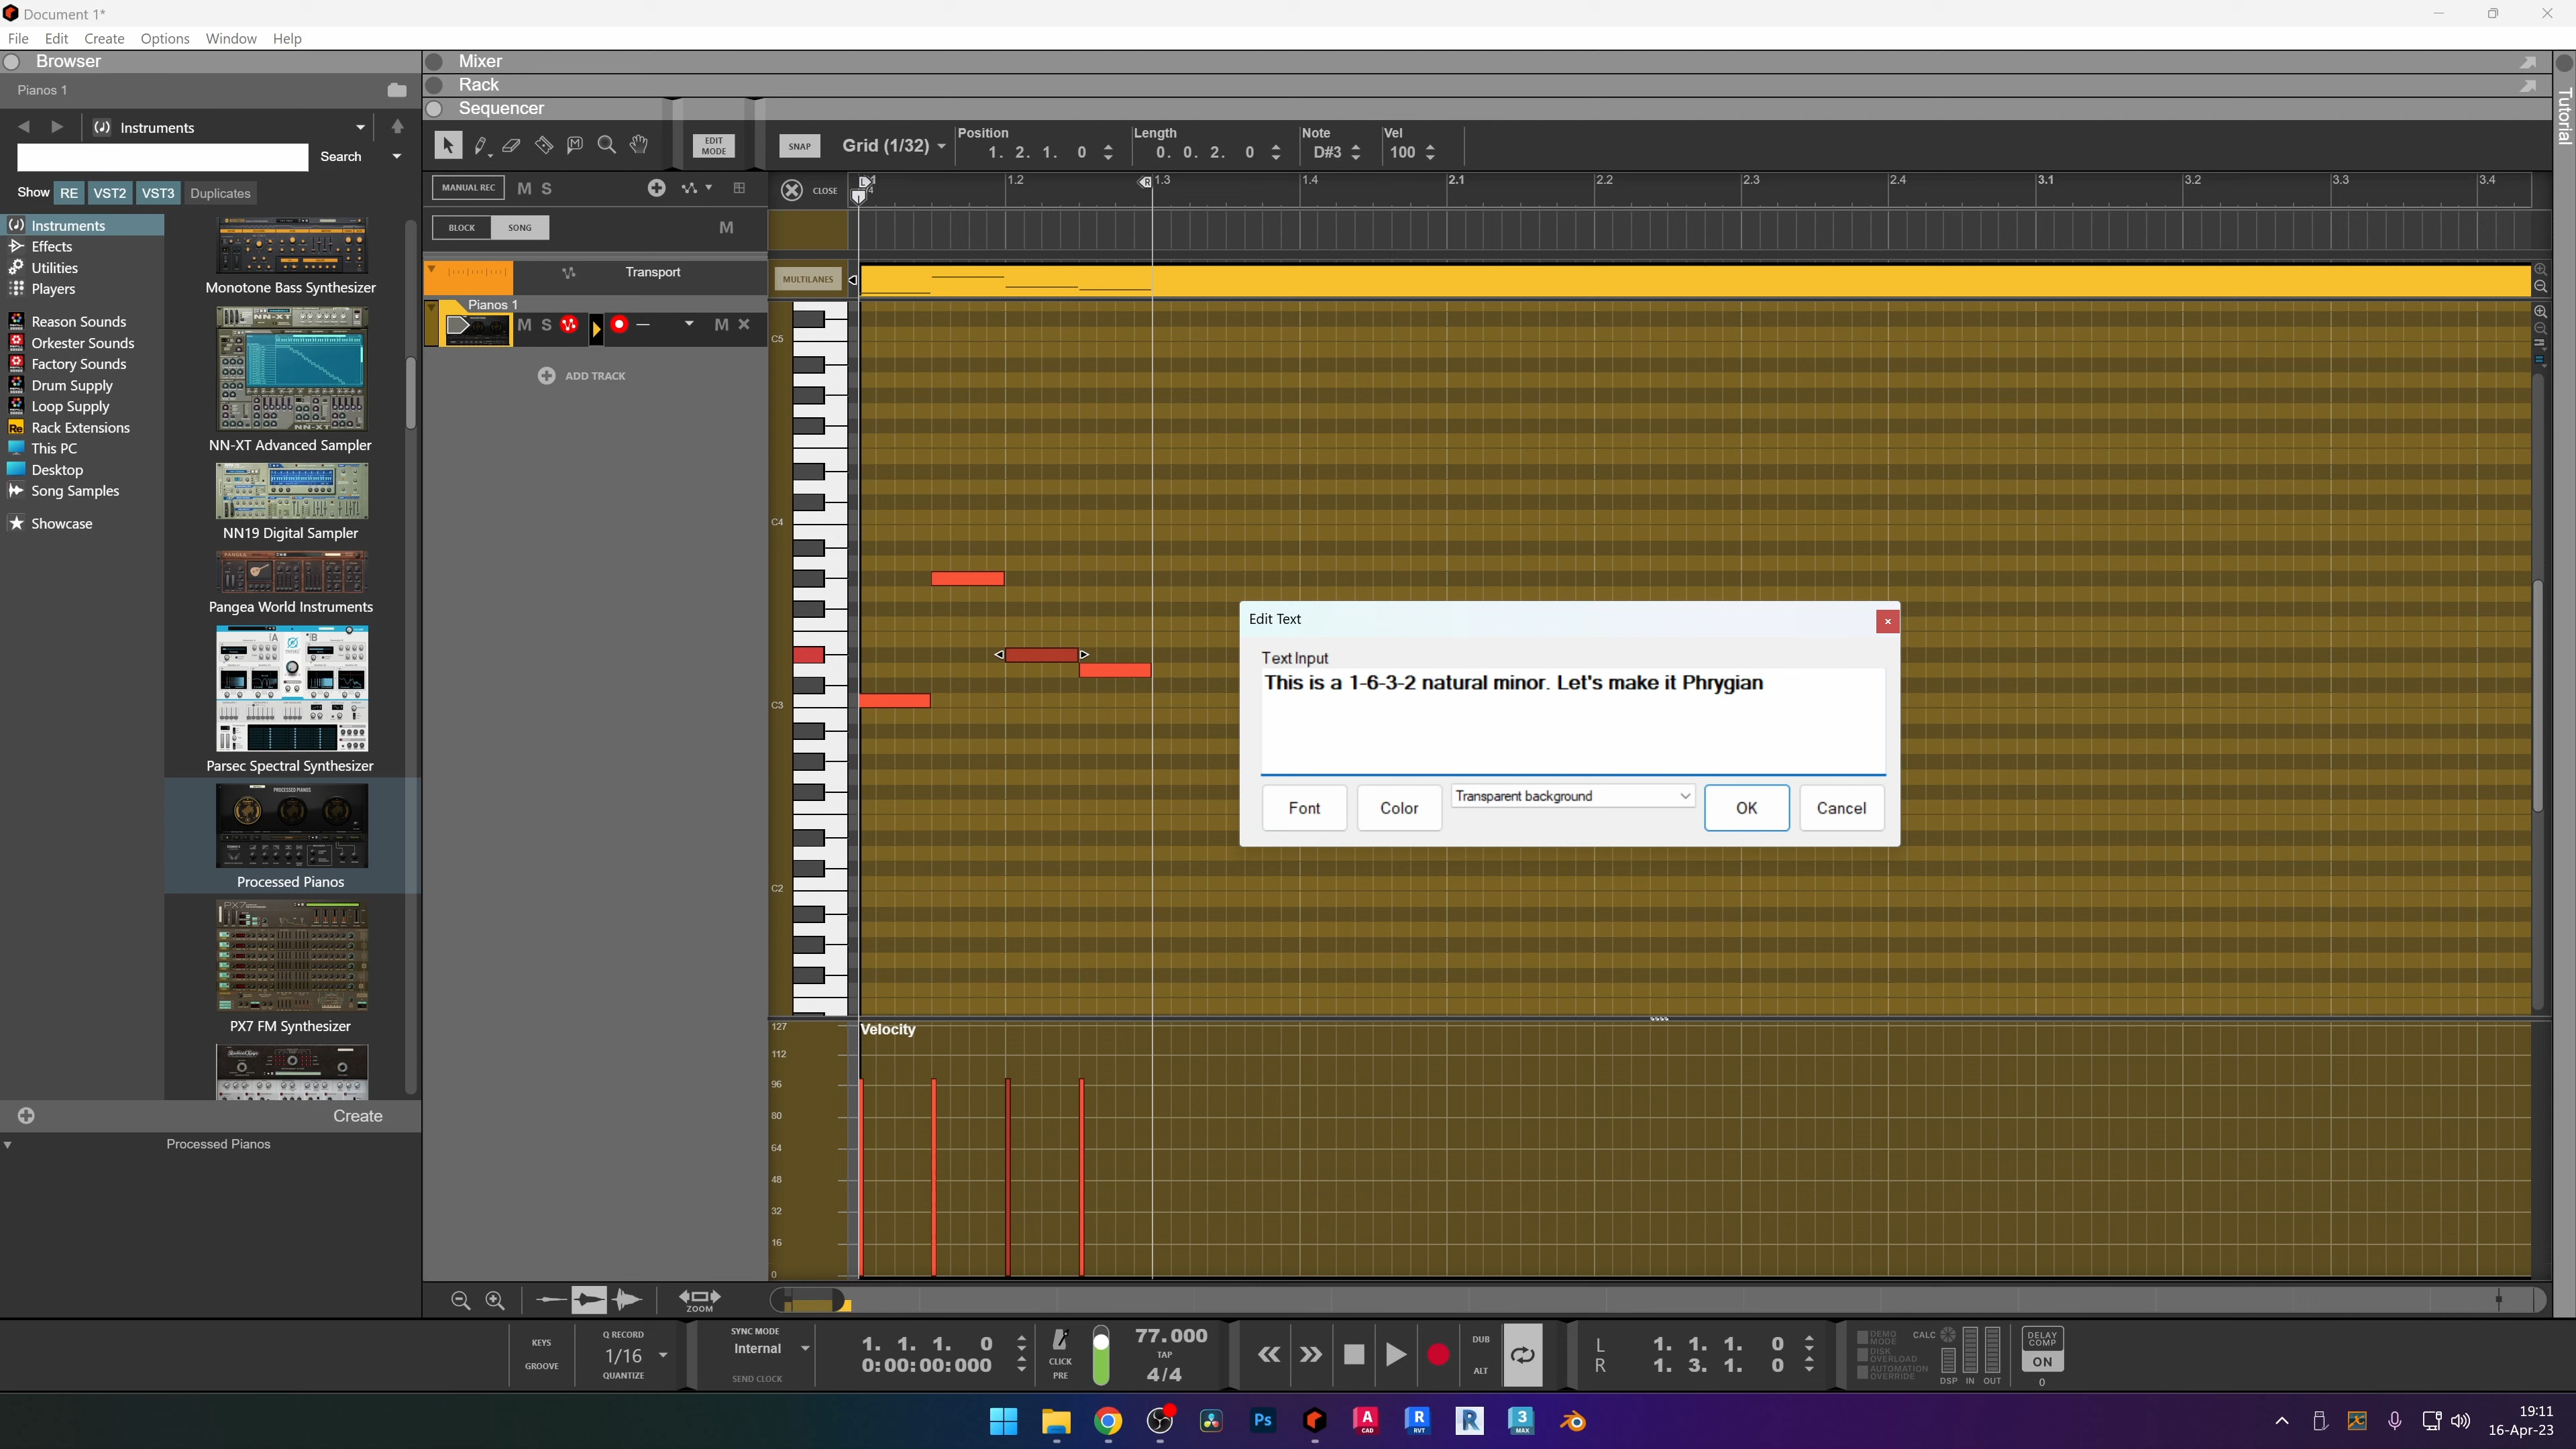 Document 1*
File Edit Create Options Window Help
Browser
Pianos 1
Instruments
Search
Show RE VST2 VST3 Duplicates
Instruments
Effects
Utilities
Players
Reason Sounds
Orkester Sounds
Factory Sounds
Drum Supply
Loop Supply
Rack Extensions
This PC
Desktop
Song Samples
Showcase
Monotone Bass Synthesizer
NN-XT Advanced Sampler
NN19 Digital Sampler
Pangea World Instruments
Parsec Spectral Synthesizer
Processed Pianos
PX7 FM Synthesizer
Create
Processed Pianos
Mixer
Rack
Sequencer
Tutorial
EDIT MODE
SNAP
Grid (1/32)
Position
1. 2. 1. 0
Length
0. 0. 2. 0
Note
D#3
Vel
100
MANUAL REC M S
CLOSE
1.2 1.3 1.4 2.1 2.2 2.3 2.4 3.1 3.2 3.3 3.4
BLOCK SONG M
Transport
MULTILANES
Pianos 1
M S M
ADD TRACK
C5
C4
C3
C2
Edit Text
Text Input
This is a 1-6-3-2 natural minor. Let's make it Phrygian
Font Color Transparent background OK Cancel
Velocity
127
112
96
80
64
48
32
16
0
ZOOM
KEYS
GROOVE
Q RECORD
1/16
QUANTIZE
SYNC MODE
Internal
SEND CLOCK
1. 1. 1. 0
0:00:00:000
CLICK
PRE
77.000
TAP
4/4
DUB
ALT
L 1. 1. 1. 0
R 1. 3. 1. 0
DEMO MODE
DISK OVERLOAD
AUTOMATION OVERRIDE
CALC
DSP IN OUT
DELAY COMP
ON
0
19:11
16-Apr-23